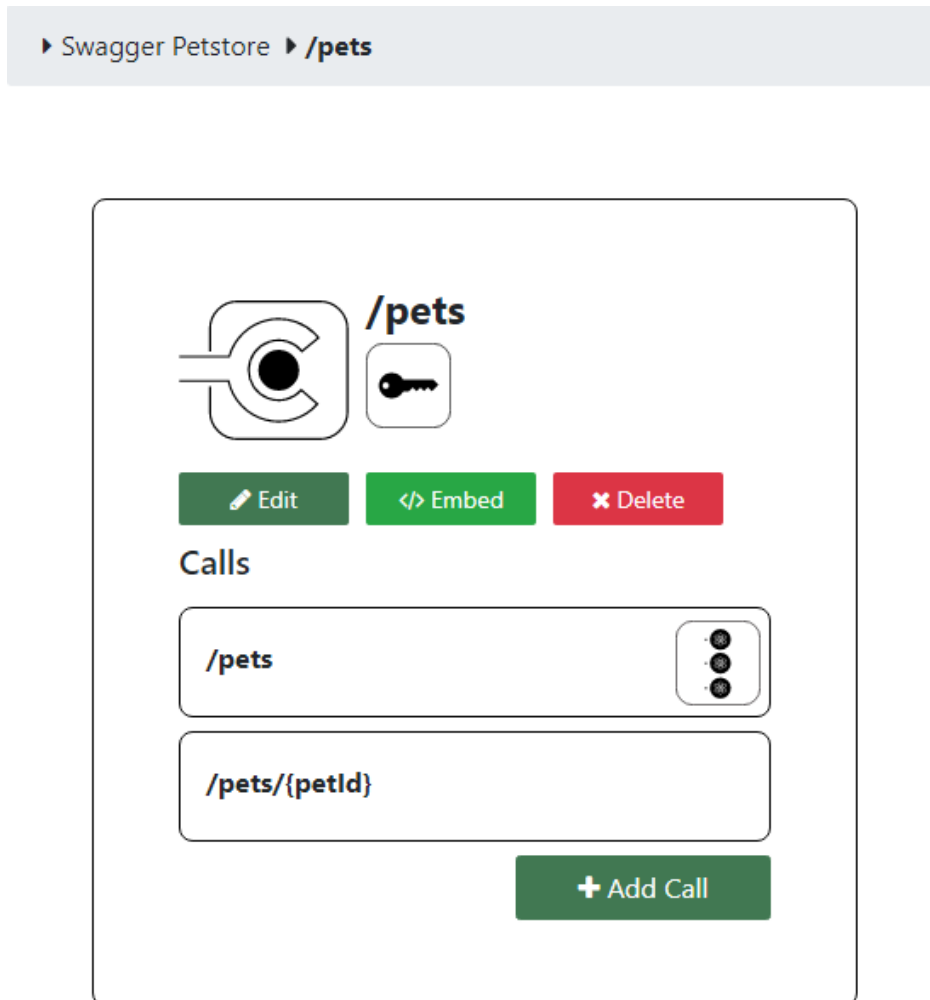 Swagger Petstore /pets
/pets
Edit </> Embed Delete
Calls
/pets
/pets/{petId}
Add Call